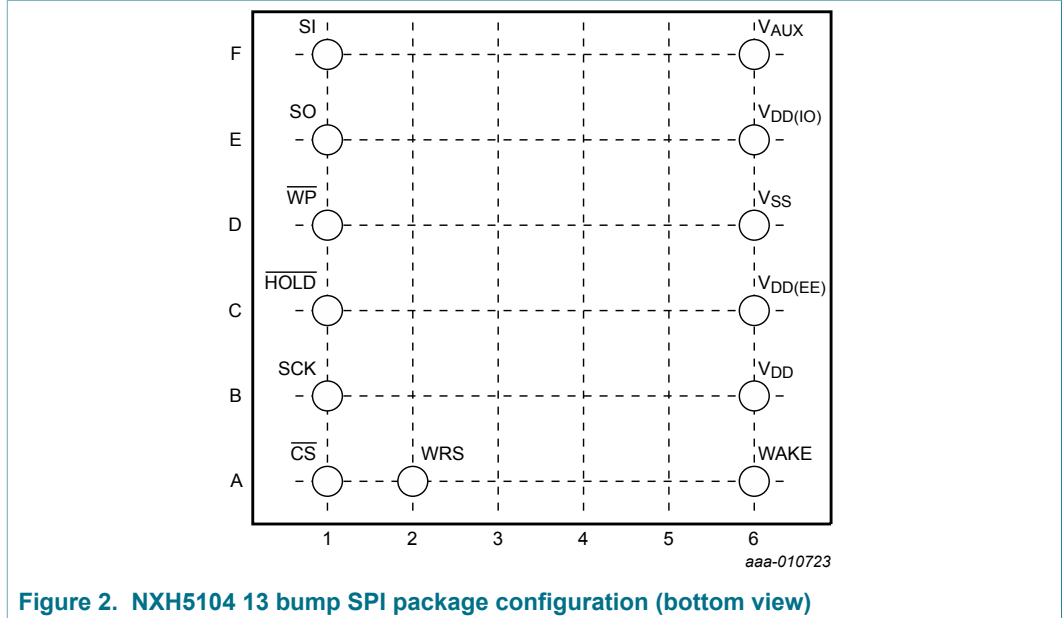 SI VAUX
F
SO VDD(IO)
E
WP VSS
D
HOLD VDD(EE)
C
SCK VDD
B
CS WRS WAKE
A
1 2 3 4 5 6
aaa-010723
Figure 2. NXH5104 13 bump SPI package configuration (bottom view)